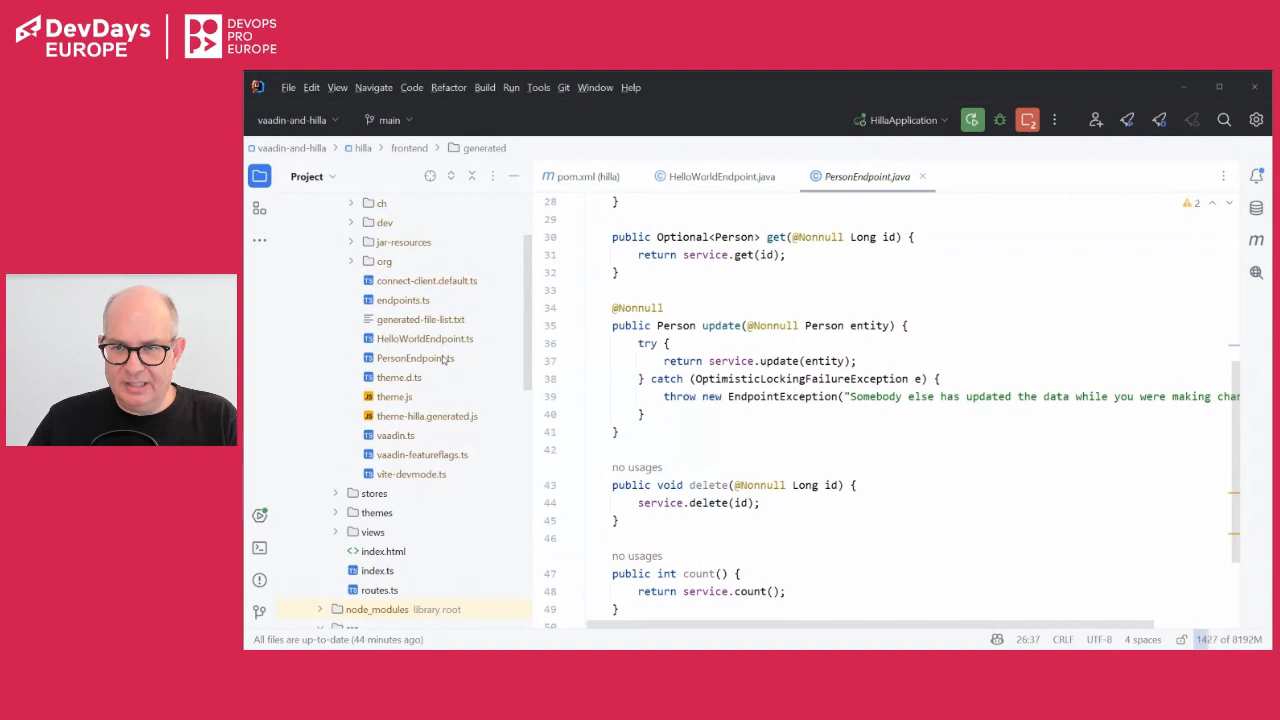 DevDays
EUROPE
DEVOPS
PRO
EUROPE
File Edit View Navigate Code Refactor Build Run Tools Git Window Help
vaadin-and-hilla main HillaApplication 2
vaadin-and-hilla hilla frontend generated
Project
pom.xml (hilla) HelloWorldEndpoint.java PersonEndpoint.java
ch
dev
jar-resources
org
connect-client.default.ts
endpoints.ts
generated-file-list.txt
HelloWorldEndpoint.ts
PersonEndpoint.ts
theme.d.ts
theme.js
theme-hilla.generated.js
vaadin.ts
vaadin-featureflags.ts
vite-devmode.ts
stores
themes
views
index.html
index.ts
routes.ts
node_modules library root
28 }
29
30 public Optional<Person> get(@Nonnull Long id) {
31 return service.get(id);
32 }
33
34 @Nonnull
35 public Person update(@Nonnull Person entity) {
36 try {
37 return service.update(entity);
38 } catch (OptimisticLockingFailureException e) {
39 throw new EndpointException("Somebody else has updated the data while you were making char
40 }
41 }
42
no usages
43 public void delete(@Nonnull Long id) {
44 service.delete(id);
45 }
46
no usages
47 public int count() {
48 return service.count();
49 }
50
2
All files are up-to-date (44 minutes ago) 26:37 CRLF UTF-8 4 spaces 1427 of 8192M